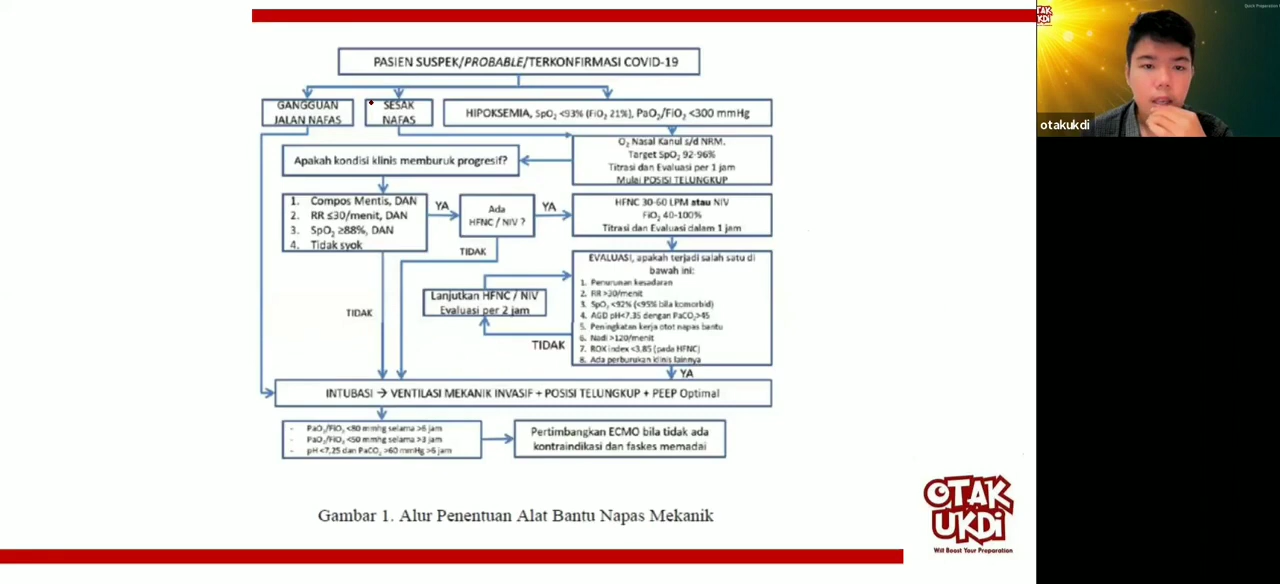 PASIEN SUSPEK/PROBABLE/TERKONFIRMASI COVID-19
GANGGUAN
JALAN NAFAS
SESAK
NAFAS
HIPOKSEMIA, SpO₂ <93% (FiO₂ 21%), PaO₂/FiO₂ <300 mmHg
O₂ Nasal Kanul s/d NRM.
Target SpO₂ 92-96%
Titrasi dan Evaluasi per 1 jam
Mulai POSISI TELUNGKUP
Apakah kondisi klinis memburuk progresif?
1. Compos Mentis, DAN
2. RR ≤30/menit, DAN
3. SpO₂ ≥88%, DAN
4. Tidak syok
YA
Ada
HFNC / NIV ?
YA
HFNC 30-60 LPM atau NIV
FiO₂ 40-100%
Titrasi dan Evaluasi dalam 1 jam
TIDAK
EVALUASI, apakah terjadi salah satu di
bawah ini:
1. Penurunan kesadaran
2. RR >30/menit
3. SpO₂ <92% (<95% bila komorbid)
4. AGD pH<7,35 dengan PaCO₂>45
5. Peningkatan kerja otot napas bantu
6. Nadi >120/menit
7. ROX index <3,85 (pada HFNC)
8. Ada perburukan klinis lainnya
Lanjutkan HFNC / NIV
Evaluasi per 2 jam
TIDAK
TIDAK
YA
INTUBASI → VENTILASI MEKANIK INVASIF + POSISI TELUNGKUP + PEEP Optimal
- PaO₂/FiO₂ <80 mmhg selama >6 jam
- PaO₂/FiO₂ <50 mmhg selama >3 jam
- pH <7,25 dan PaCO₂ >60 mmHg >6 jam
Pertimbangkan ECMO bila tidak ada
kontraindikasi dan faskes memadai
Gambar 1. Alur Penentuan Alat Bantu Napas Mekanik
OTAK
UKDI
Will Boost Your Preparation
otakukdi